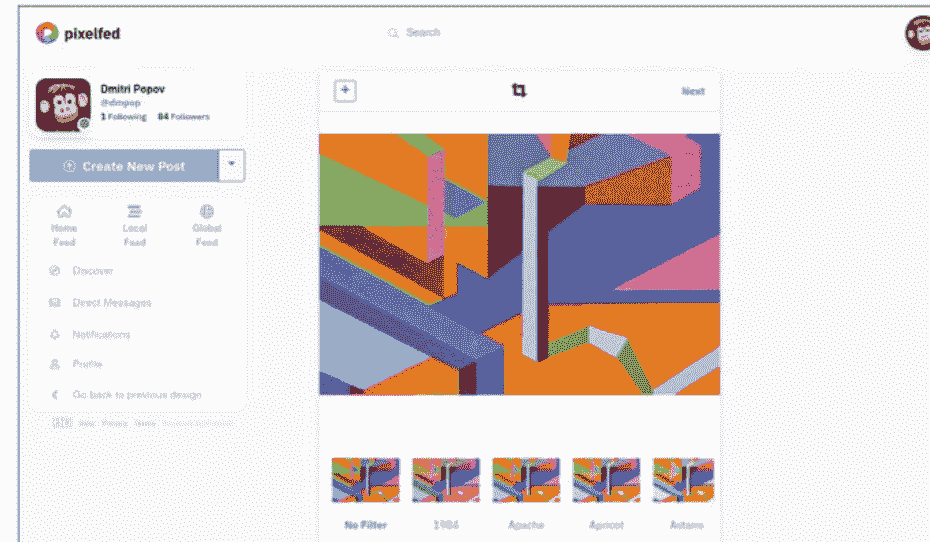 pixelfed
Search
Dmitri Popov
@dmpop
1 Following 84 Followers
Create New Post
Home Feed
Local Feed
Global Feed
Discover
Direct Messages
Notifications
Profile
Go back to previous design
Next
No Filter
1984
Apache
Apricot